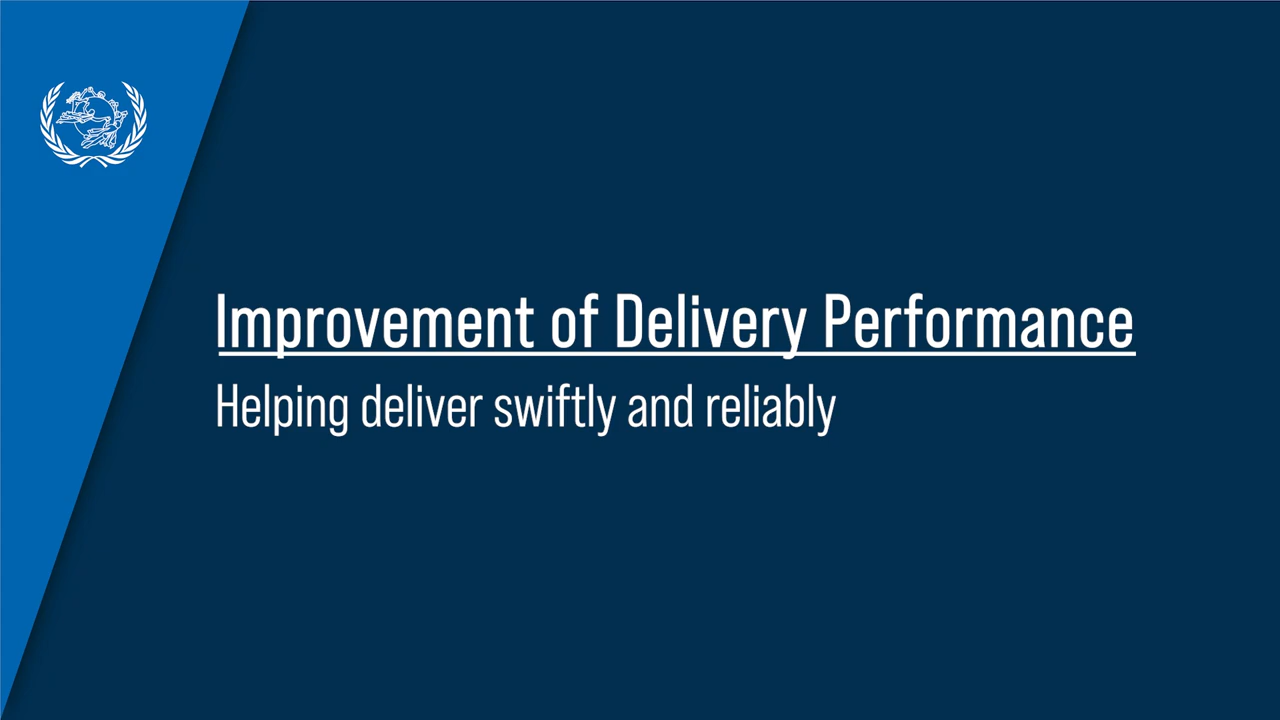 Improvement of Delivery Performance
Helping deliver swiftly and reliably